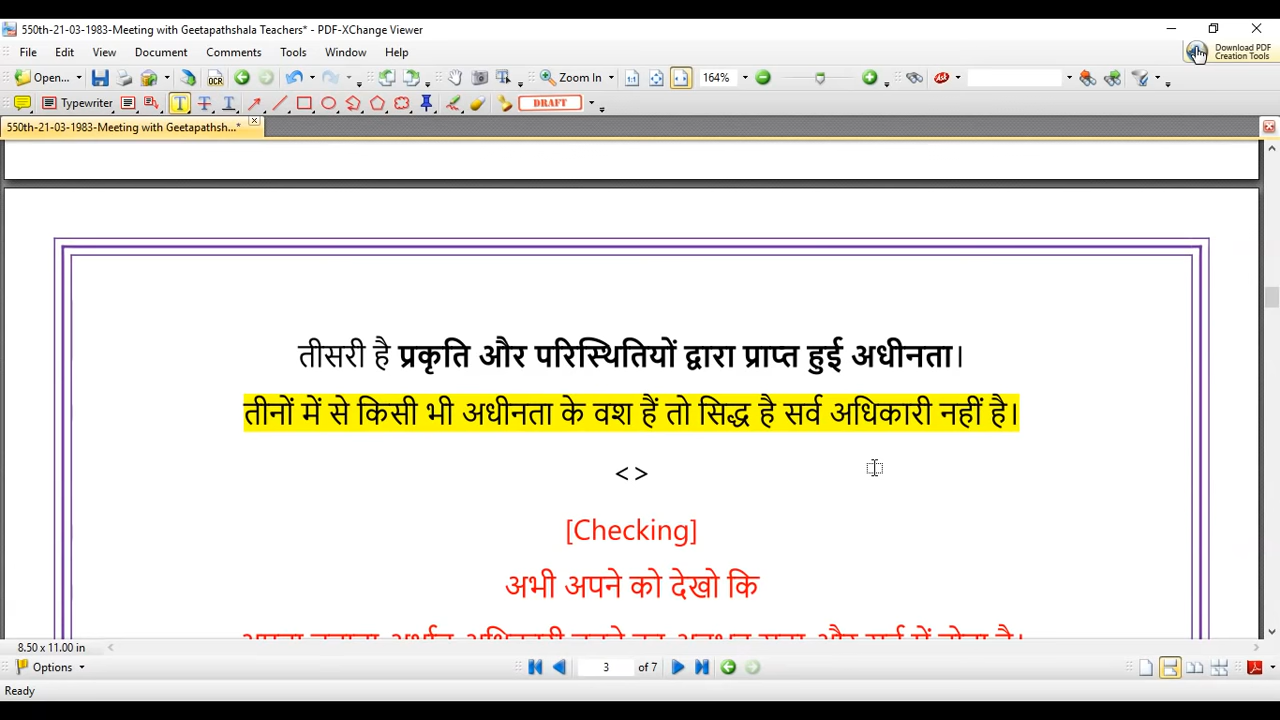 550th-21-03-1983-Meeting with Geetapathshala Teachers* - PDF-XChange Viewer
File Edit View Document Comments Tools Window Help
Download PDF
Creation Tools
Open... OCR Zoom In 164%
Typewriter T T T DRAFT
550th-21-03-1983-Meeting with Geetapathsh...*
तीसरी है प्रकृति और परिस्थितियों द्वारा प्राप्त हुई अधीनता।
तीनों में से किसी भी अधीनता के वश हैं तो सिद्ध है सर्व अधिकारी नहीं है।
<>
[Checking]
अभी अपने को देखो कि
8.50 x 11.00 in
Options 3 of 7
Ready